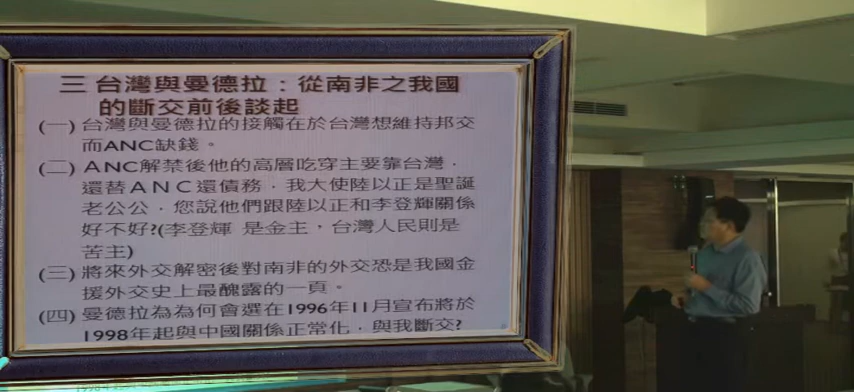 三 台灣與曼德拉：從南非之我國
的斷交前後談起
(一) 台灣與曼德拉的接觸在於台灣想維持邦交
而ANC缺錢。
(二) ANC解禁後他的高層吃穿主要靠台灣，
還替ANC還債務，我大使陸以正是聖誕
老公公，您說他們跟陸以正和李登輝關係
好不好?(李登輝 是金主，台灣人民則是
苦主)
(三) 將來外交解密後對南非的外交恐是我國金
援外交史上最醜露的一頁。
(四) 曼德拉為為何會選在1996年11月宣布將於
1998年起與中國關係正常化，與我斷交?